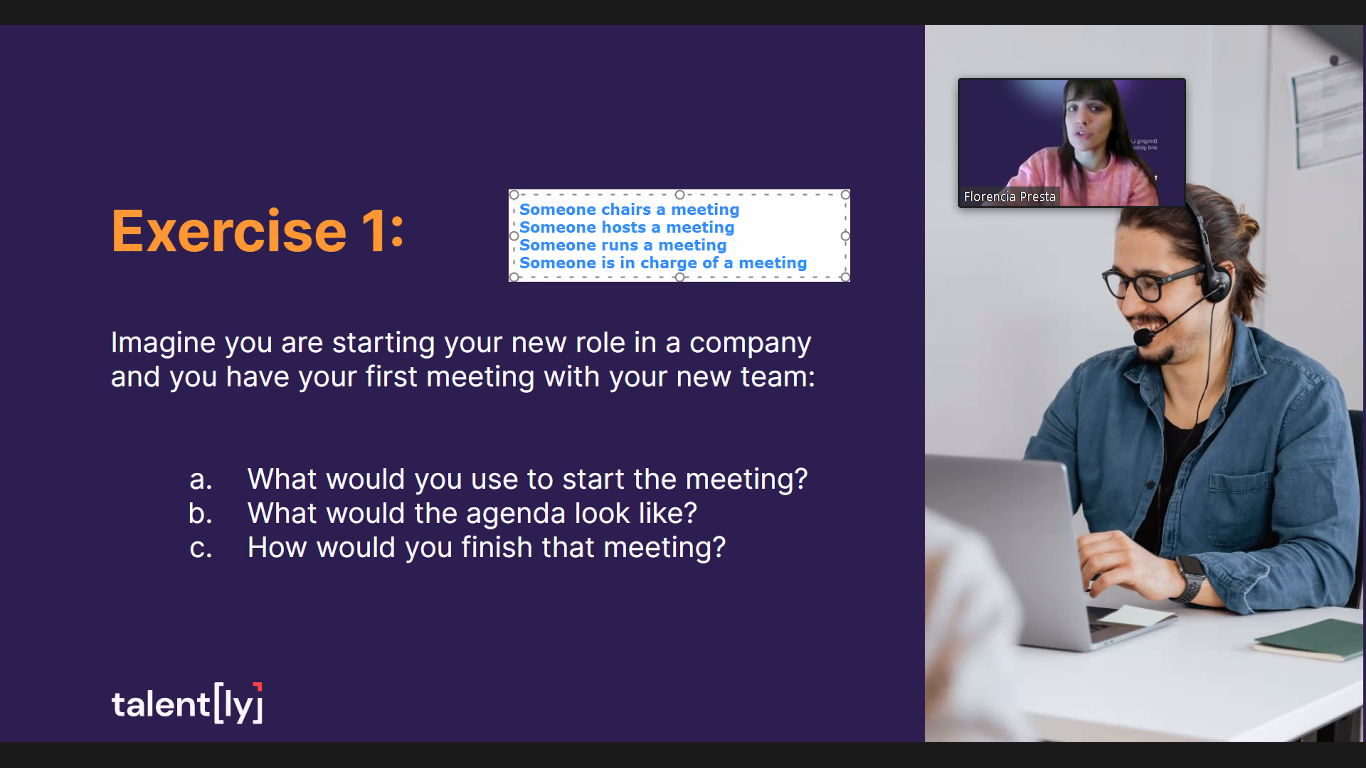 Exercise 1:
Someone chairs a meeting
Someone hosts a meeting
Someone runs a meeting
Someone is in charge of a meeting
Imagine you are starting your new role in a company
and you have your first meeting with your new team:
a. What would you use to start the meeting?
b. What would the agenda look like?
c. How would you finish that meeting?
talent[ly]
Florencia Presta